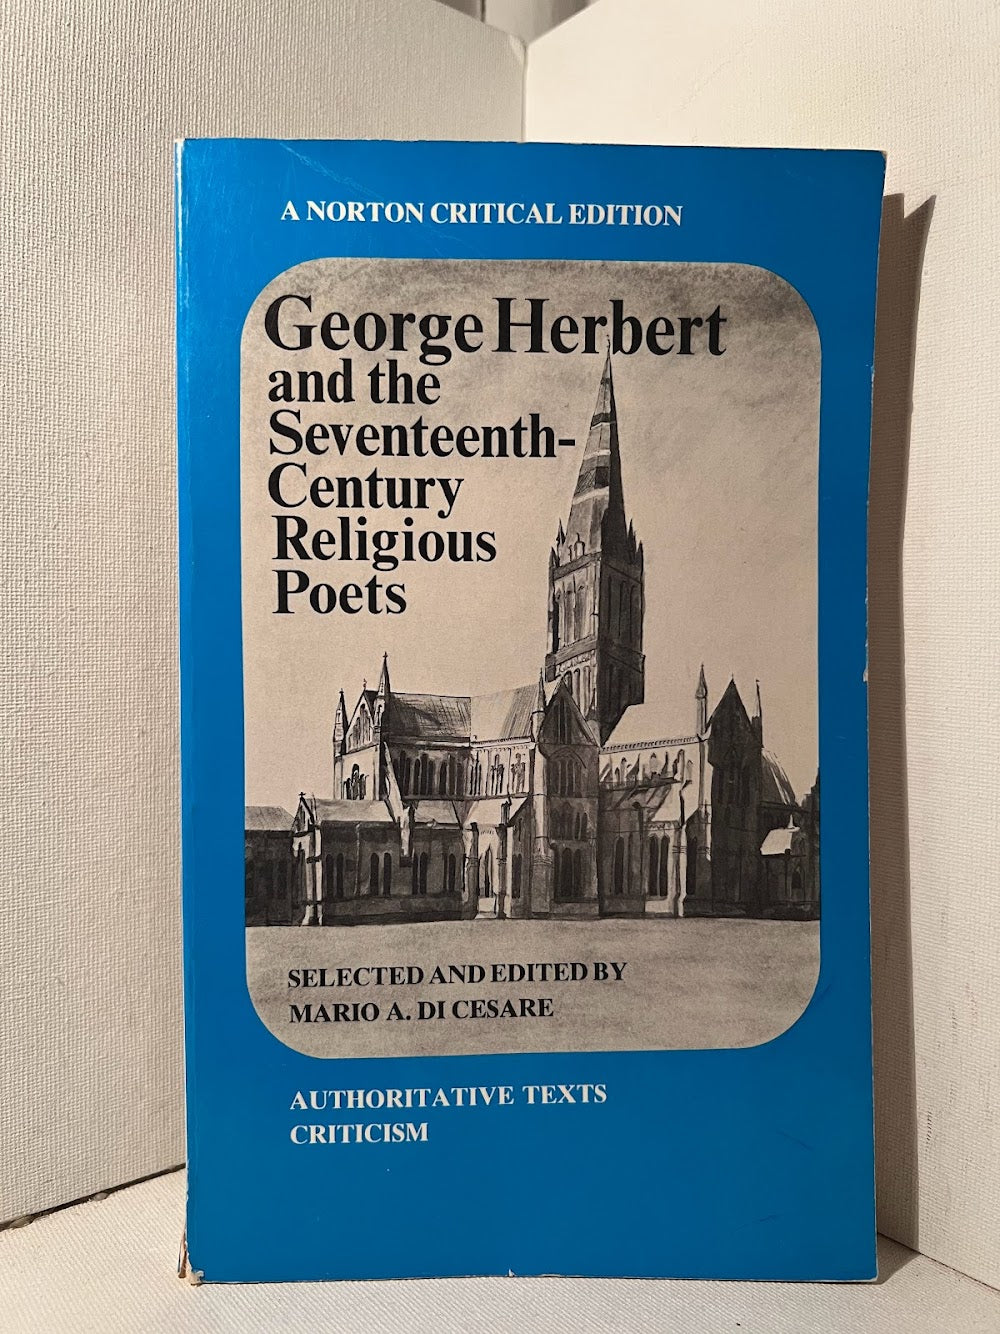 A NORTON CRITICAL EDITION
George Herbert
and the
Seventeenth-
Century
Religious
Poets
SELECTED AND EDITED BY
MARIO A. DI CESARE
AUTHORITATIVE TEXTS
CRITICISM